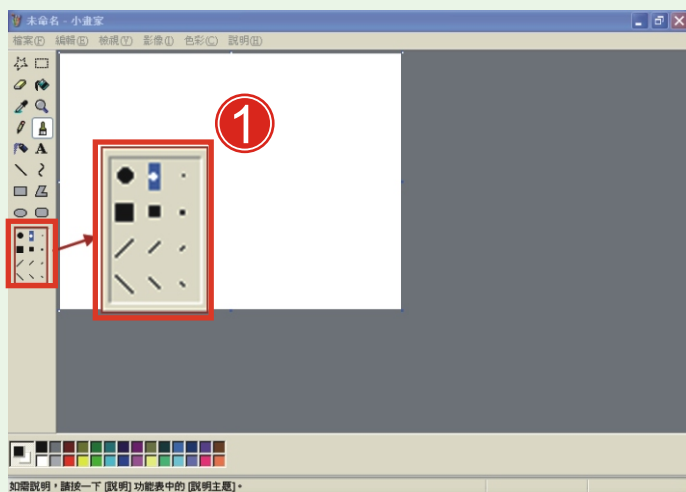 未命名 - 小畫家
檔案(F) 編輯(E) 檢視(V) 影像(I) 色彩(C) 說明(H)
A
1
如需說明，請按一下 [說明] 功能表中的 [說明主題]。